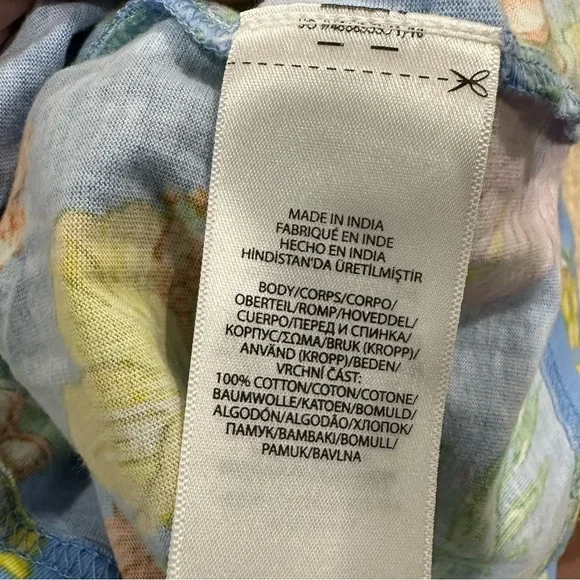 MADE IN INDIA
FABRIQUÉ EN INDE
HECHO EN INDIA
HİNDİSTAN'DA ÜRETİLMİŞTİR
BODY/CORPS/CORPO/
OBERTEIL/ROMP/HOVEDDEL/
CUERPO/ПЕРЕД И СПИНКА/
КОРПУС/ΣΩΜΑ/BRUK (KROPP)/
ANVÄND (KROPP)/BEDEN/
VRCHNÍ ČÁST:
100% COTTON/COTON/COTONE/
BAUMWOLLE/KATOEN/BOMULD/
ALGODÓN/ALGODÃO/ХЛОПОК/
ПАМУК/BAMBAKI/BOMULL/
PAMUK/BAVLNA